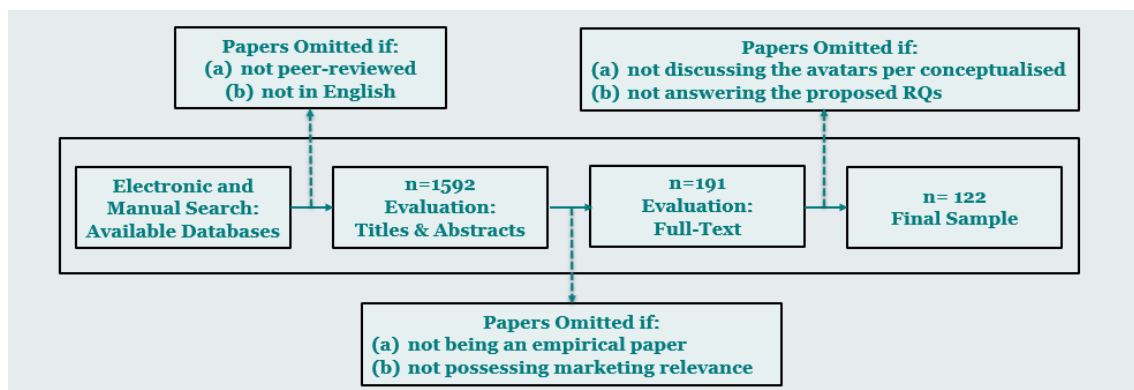 Papers Omitted if:
(a) not peer-reviewed
(b) not in English
Papers Omitted if:
(a) not discussing the avatars per conceptualised
(b) not answering the proposed RQs
Electronic and
Manual Search:
Available Databases
n=1592
Evaluation:
Titles & Abstracts
n=191
Evaluation:
Full-Text
n= 122
Final Sample
Papers Omitted if:
(a) not being an empirical paper
(b) not possessing marketing relevance